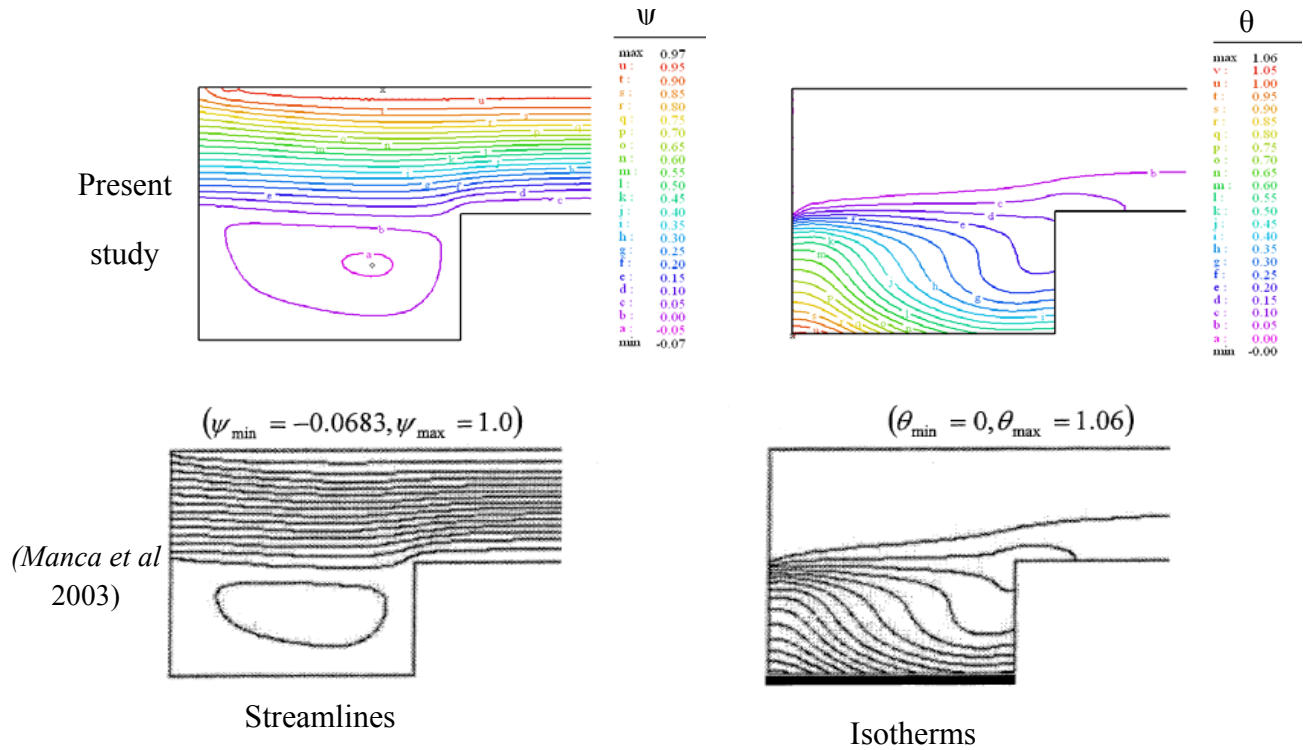 ψ
max 0.97
u : 0.95
t : 0.90
s : 0.85
r : 0.80
q : 0.75
p : 0.70
o : 0.65
n : 0.60
m : 0.55
l : 0.50
k : 0.45
j : 0.40
i : 0.35
h : 0.30
g : 0.25
f : 0.20
e : 0.15
d : 0.10
c : 0.05
b : 0.00
a : -0.05
min -0.07
θ
max 1.06
v : 1.05
u : 1.00
t : 0.95
s : 0.90
r : 0.85
q : 0.80
p : 0.75
o : 0.70
n : 0.65
m : 0.60
l : 0.55
k : 0.50
j : 0.45
i : 0.40
h : 0.35
g : 0.30
f : 0.25
e : 0.20
d : 0.15
c : 0.10
b : 0.05
a : 0.00
min -0.00
Present
study
(ψmin = −0.0683, ψmax = 1.0)
(θmin = 0, θmax = 1.06)
(Manca et al
2003)
Streamlines
Isotherms